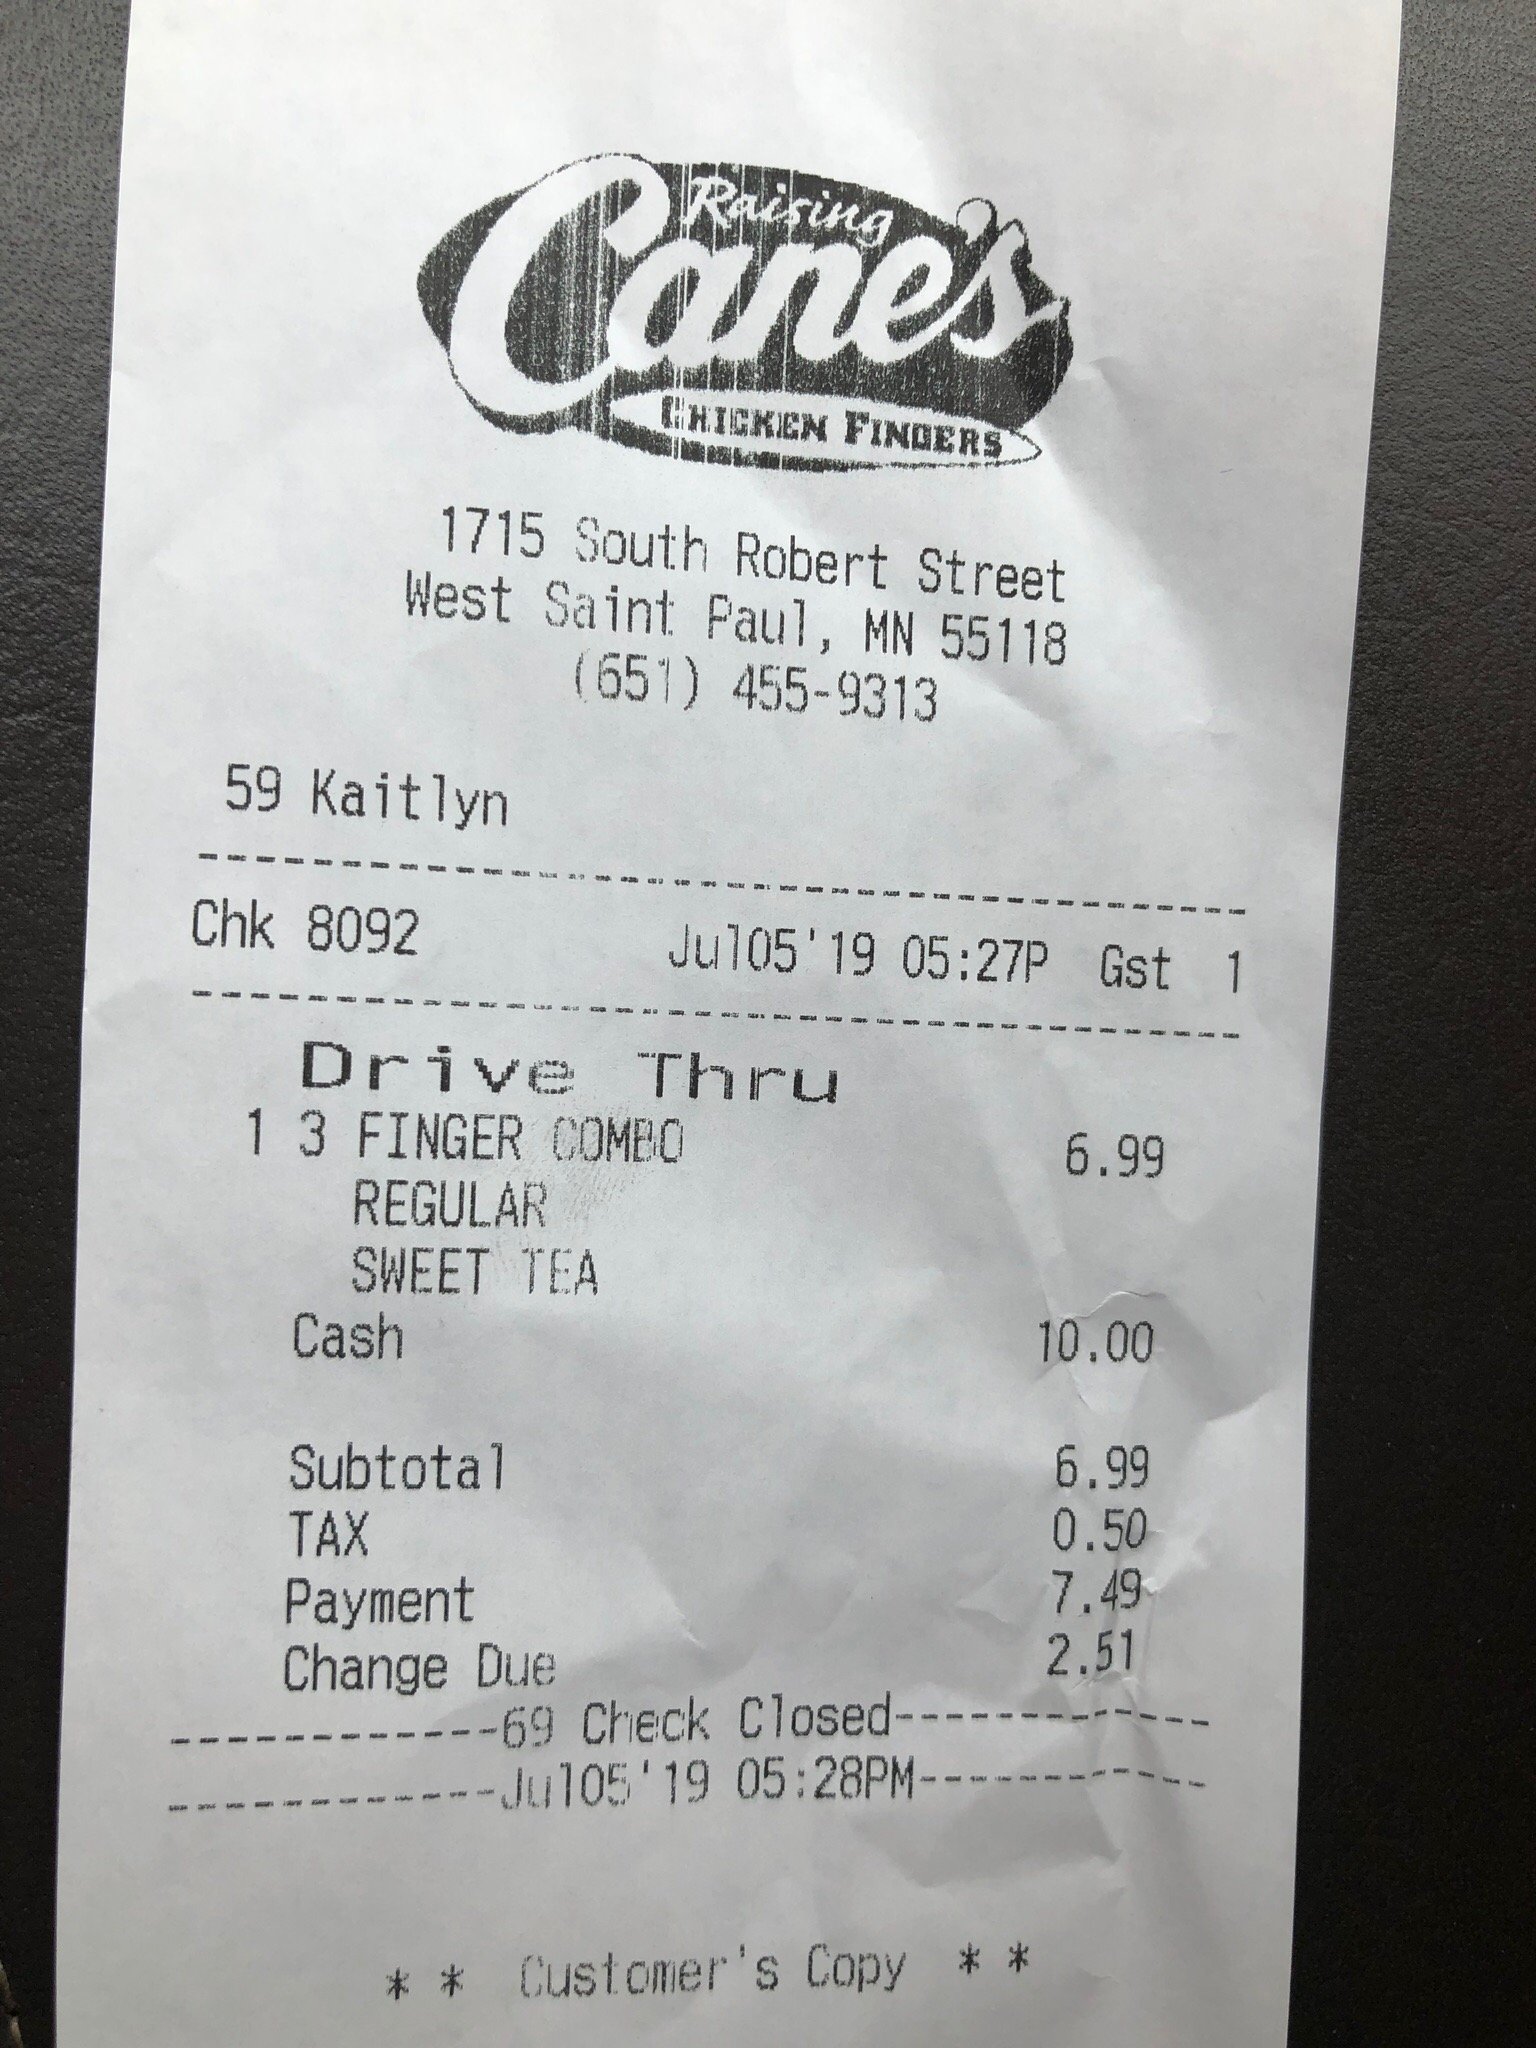 Raising
Cane's
CHICKEN FINGERS
1715 South Robert Street
West Saint Paul, MN 55118
(651) 455-9313
59 Kaitlyn
Chk 8092 Jul05'19 05:27P Gst 1
Drive Thru
1 3 FINGER COMBO 6.99
REGULAR
SWEET TEA
Cash 10.00
Subtotal 6.99
TAX 0.50
Payment 7.49
Change Due 2.51
------------69 Check Closed------------
------------Jul05'19 05:28PM-----------
* * Customer's Copy * *